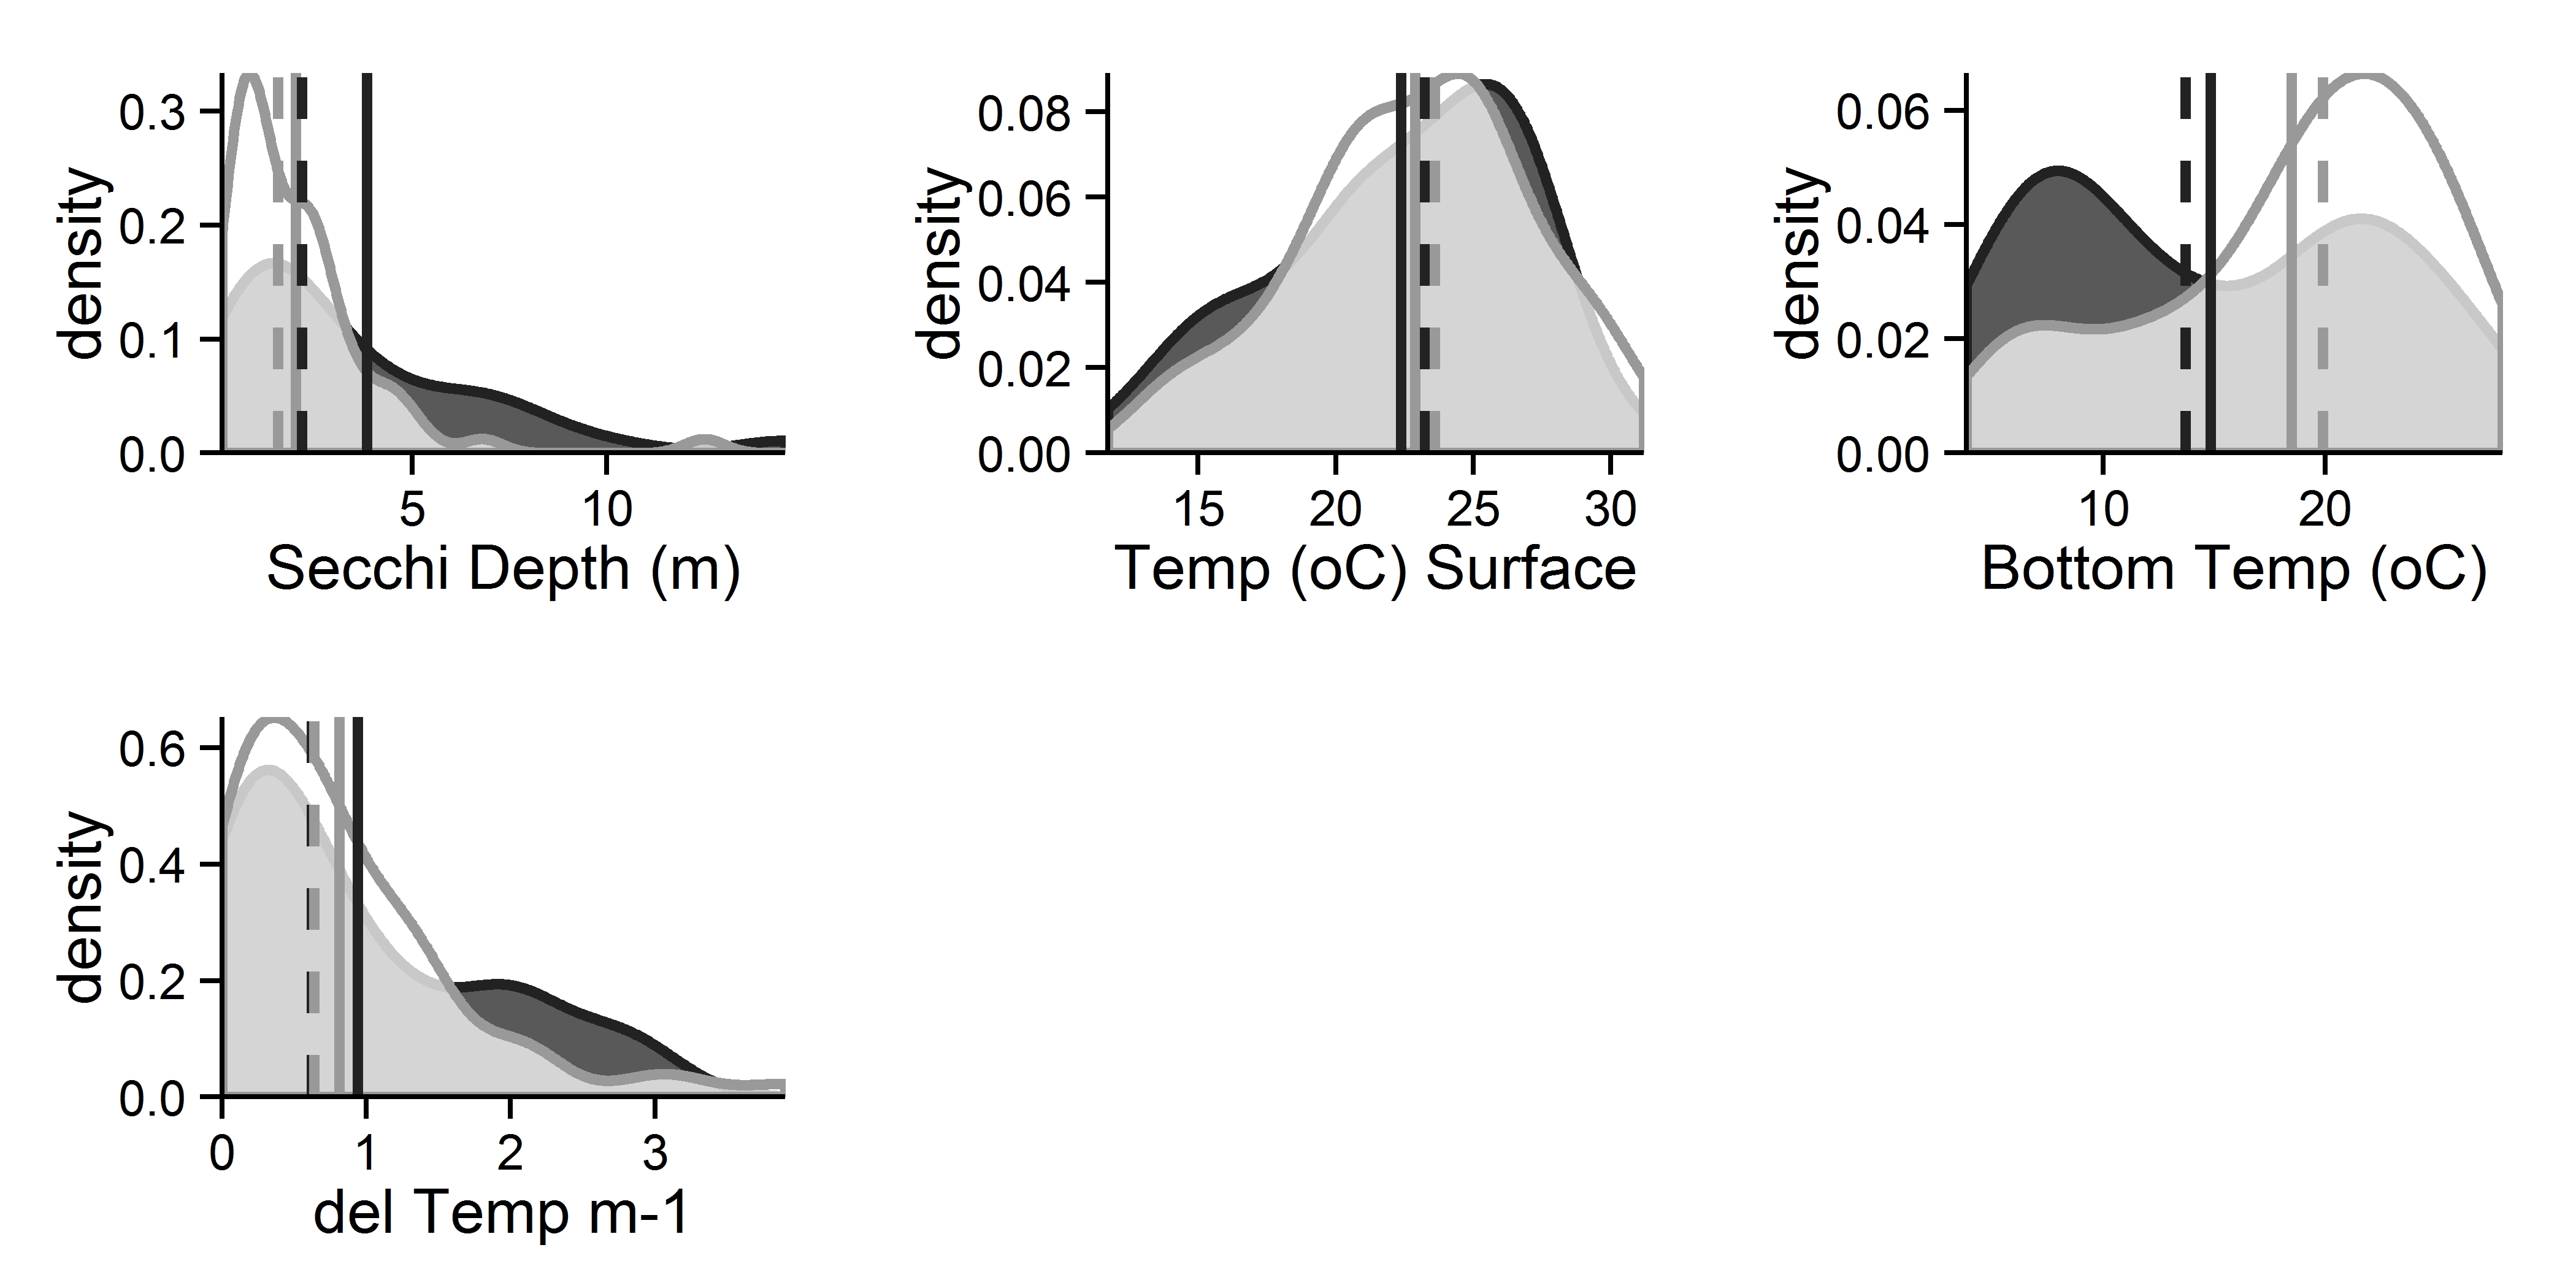 density
0.3
0.2
0.1
0.0
5 10
Secchi Depth (m)
density
0.08
0.06
0.04
0.02
0.00
15 20 25 30
Temp (oC) Surface
density
0.06
0.04
0.02
0.00
10 20
Bottom Temp (oC)
density
0.6
0.4
0.2
0.0
0 1 2 3
del Temp m-1